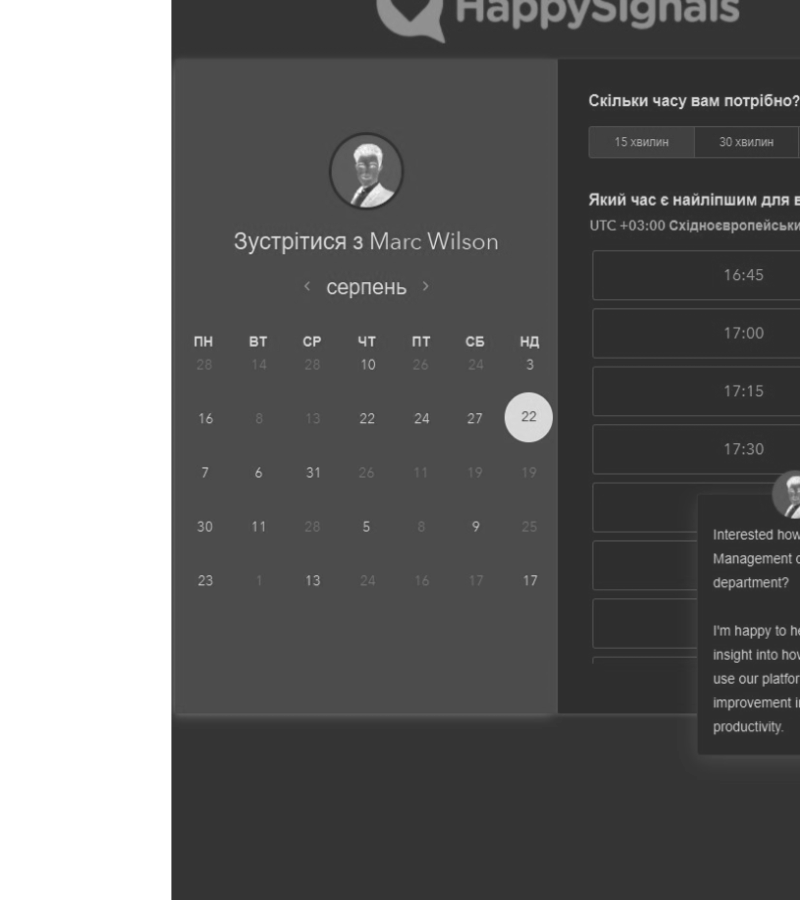 HappySignals
Зустрітися з Marc Wilson
серпень
ПН ВТ СР ЧТ ПТ СБ НД
28 14 28 10 26 24 3
16 8 13 22 24 27 22
7 6 31 26 11 19 19
30 11 28 5 8 9 25
23 1 13 24 16 17 17
Скільки часу вам потрібно?
15 хвилин 30 хвилин
Який час є найліпшим для в
UTC +03:00 Східноєвропейськи
16:45
17:00
17:15
17:30
Interested how
Management o
department?
I'm happy to he
insight into how
use our platfor
improvement in
productivity.